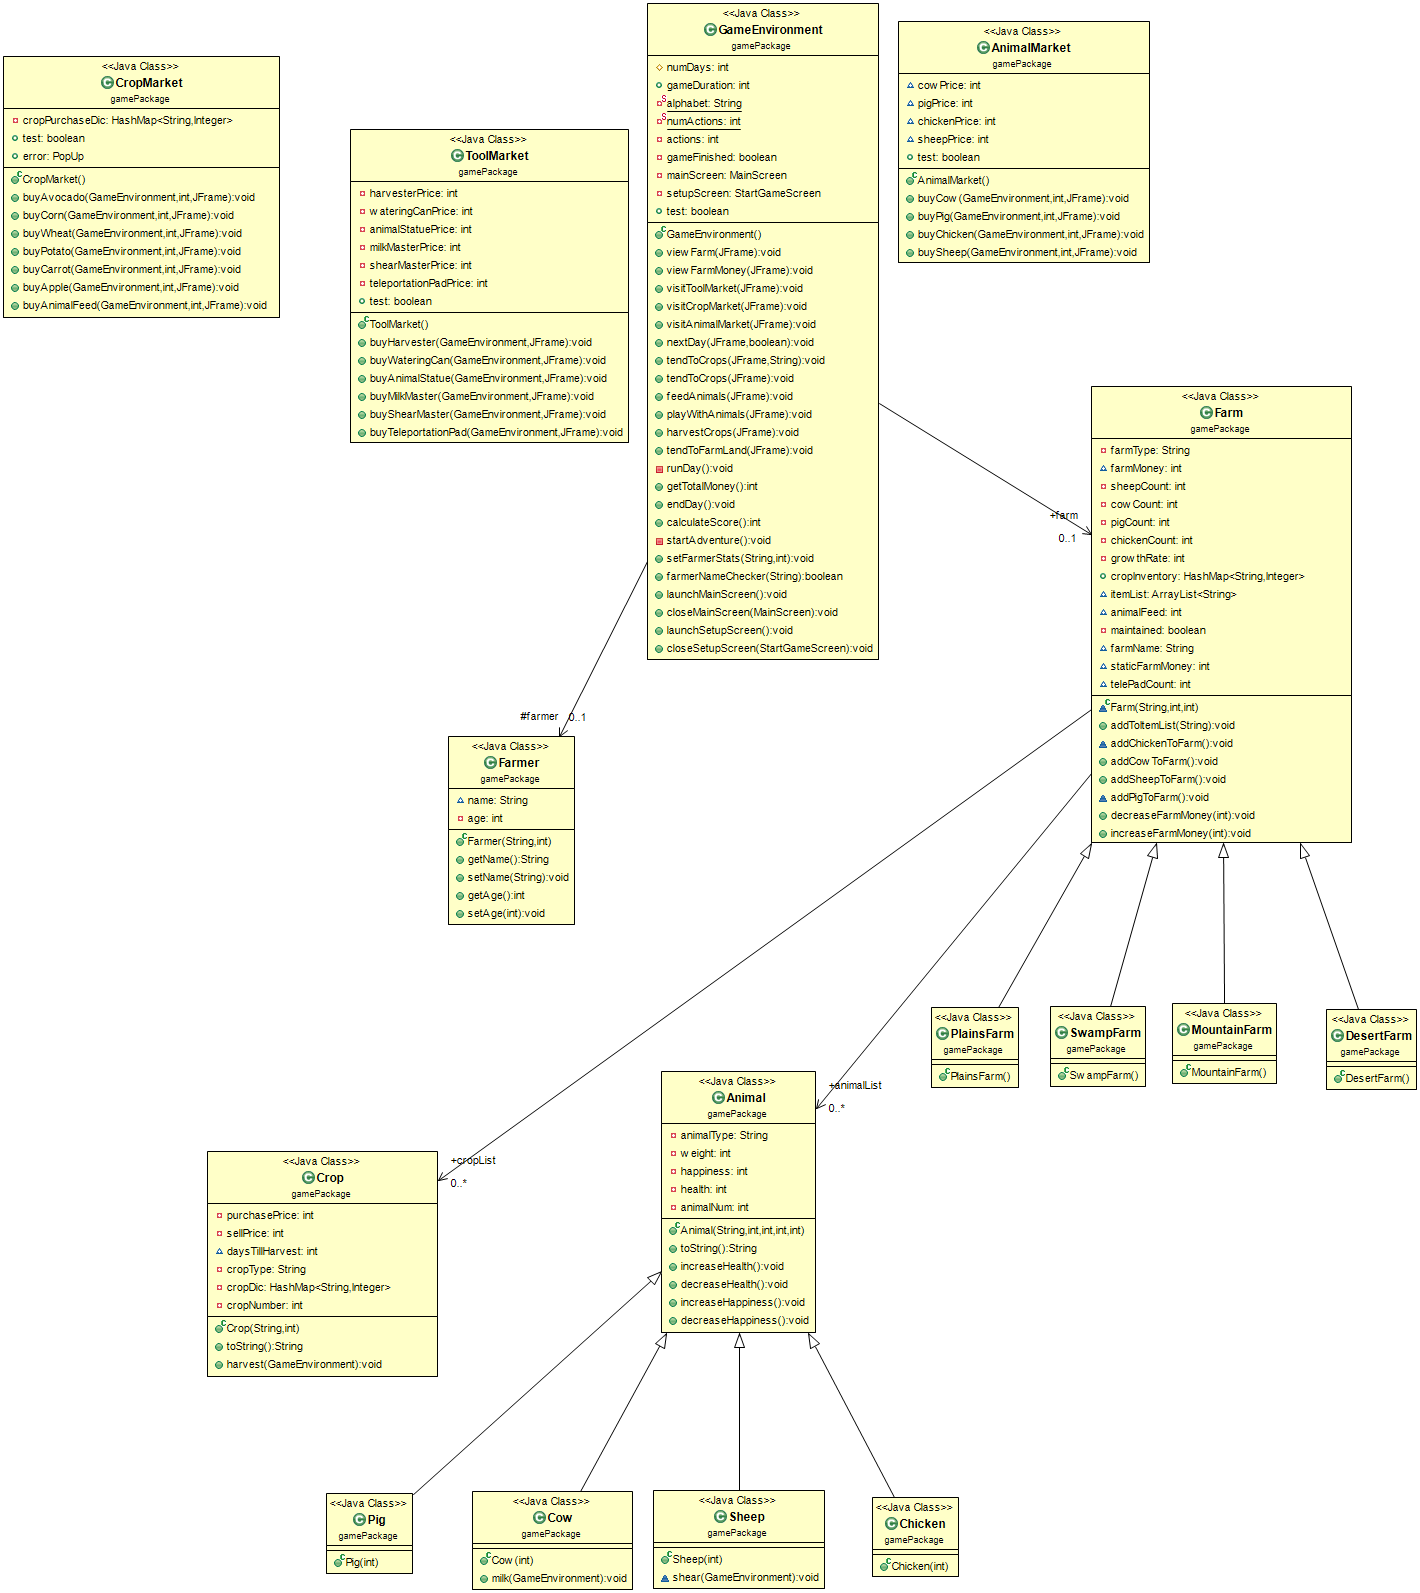 <<Java Class>>
CropMarket
gamePackage
cropPurchaseDic: HashMap<String,Integer>
test: boolean
error: PopUp
CropMarket()
buyAvocado(GameEnvironment,int,JFrame):void
buyCorn(GameEnvironment,int,JFrame):void
buyWheat(GameEnvironment,int,JFrame):void
buyPotato(GameEnvironment,int,JFrame):void
buyCarrot(GameEnvironment,int,JFrame):void
buyApple(GameEnvironment,int,JFrame):void
buyAnimalFeed(GameEnvironment,int,JFrame):void
<<Java Class>>
ToolMarket
gamePackage
harvesterPrice: int
wateringCanPrice: int
animalStatuePrice: int
milkMasterPrice: int
shearMasterPrice: int
teleportationPadPrice: int
test: boolean
ToolMarket()
buyHarvester(GameEnvironment,JFrame):void
buyWateringCan(GameEnvironment,JFrame):void
buyAnimalStatue(GameEnvironment,JFrame):void
buyMilkMaster(GameEnvironment,JFrame):void
buyShearMaster(GameEnvironment,JFrame):void
buyTeleportationPad(GameEnvironment,JFrame):void
<<Java Class>>
GameEnvironment
gamePackage
numDays: int
gameDuration: int
alphabet: String
numActions: int
actions: int
gameFinished: boolean
mainScreen: MainScreen
setupScreen: StartGameScreen
test: boolean
GameEnvironment()
viewFarm(JFrame):void
viewFarmMoney(JFrame):void
visitToolMarket(JFrame):void
visitCropMarket(JFrame):void
visitAnimalMarket(JFrame):void
nextDay(JFrame,boolean):void
tendToCrops(JFrame,String):void
tendToCrops(JFrame):void
feedAnimals(JFrame):void
playWithAnimals(JFrame):void
harvestCrops(JFrame):void
tendToFarmLand(JFrame):void
runDay():void
getTotalMoney():int
endDay():void
calculateScore():int
startAdventure():void
setFarmerStats(String,int):void
farmerNameChecker(String):boolean
launchMainScreen():void
closeMainScreen(MainScreen):void
launchSetupScreen():void
closeSetupScreen(StartGameScreen):void
<<Java Class>>
AnimalMarket
gamePackage
cowPrice: int
pigPrice: int
chickenPrice: int
sheepPrice: int
test: boolean
AnimalMarket()
buyCow(GameEnvironment,int,JFrame):void
buyPig(GameEnvironment,int,JFrame):void
buyChicken(GameEnvironment,int,JFrame):void
buySheep(GameEnvironment,int,JFrame):void
+farm
0..1
<<Java Class>>
Farm
gamePackage
farmType: String
farmMoney: int
sheepCount: int
cowCount: int
pigCount: int
chickenCount: int
growthRate: int
cropInventory: HashMap<String,Integer>
itemList: ArrayList<String>
animalFeed: int
maintained: boolean
farmName: String
staticFarmMoney: int
telePadCount: int
Farm(String,int,int)
addToItemList(String):void
addChickenToFarm():void
addCowToFarm():void
addSheepToFarm():void
addPigToFarm():void
decreaseFarmMoney(int):void
increaseFarmMoney(int):void
#farmer 0..1
<<Java Class>>
Farmer
gamePackage
name: String
age: int
Farmer(String,int)
getName():String
setName(String):void
getAge():int
setAge(int):void
<<Java Class>>
PlainsFarm
gamePackage
PlainsFarm()
<<Java Class>>
SwampFarm
gamePackage
SwampFarm()
<<Java Class>>
MountainFarm
gamePackage
MountainFarm()
<<Java Class>>
DesertFarm
gamePackage
DesertFarm()
+animalList
0..*
<<Java Class>>
Animal
gamePackage
animalType: String
weight: int
happiness: int
health: int
animalNum: int
Animal(String,int,int,int,int)
toString():String
increaseHealth():void
decreaseHealth():void
increaseHappiness():void
decreaseHappiness():void
+cropList
0..*
<<Java Class>>
Crop
gamePackage
purchasePrice: int
sellPrice: int
daysTillHarvest: int
cropType: String
cropDic: HashMap<String,Integer>
cropNumber: int
Crop(String,int)
toString():String
harvest(GameEnvironment):void
<<Java Class>>
Pig
gamePackage
Pig(int)
<<Java Class>>
Cow
gamePackage
Cow(int)
milk(GameEnvironment):void
<<Java Class>>
Sheep
gamePackage
Sheep(int)
shear(GameEnvironment):void
<<Java Class>>
Chicken
gamePackage
Chicken(int)